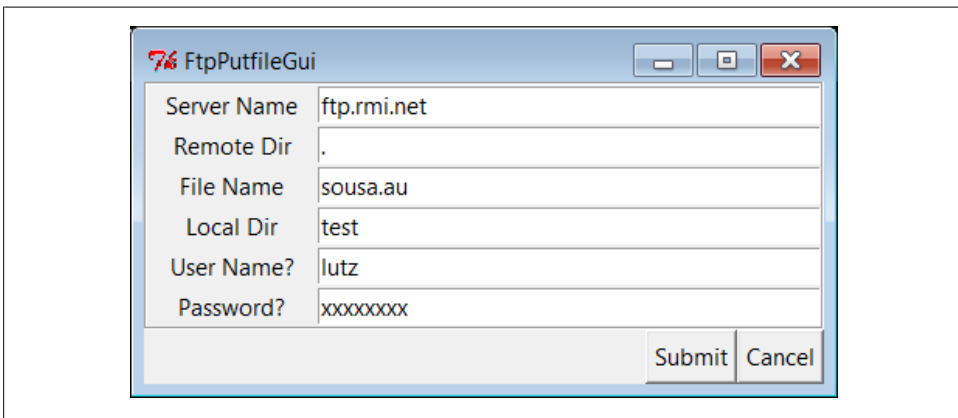 FtpPutfileGui
Server Name ftp.rmi.net
Remote Dir .
File Name sousa.au
Local Dir test
User Name? lutz
Password? xxxxxxxx
Submit Cancel